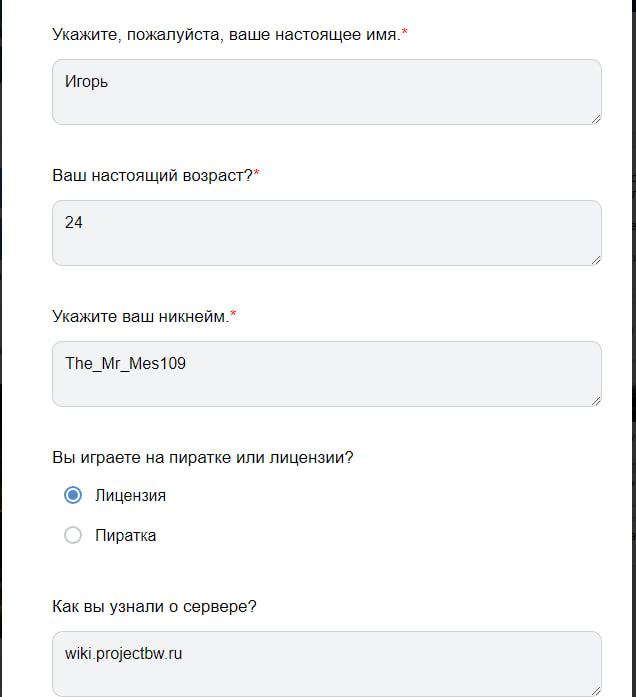 Укажите, пожалуйста, ваше настоящее имя.*
Игорь
Ваш настоящий возраст?*
24
Укажите ваш никнейм.*
The_Mr_Mes109
Вы играете на пиратке или лицензии?
Лицензия
Пиратка
Как вы узнали о сервере?
wiki.projectbw.ru